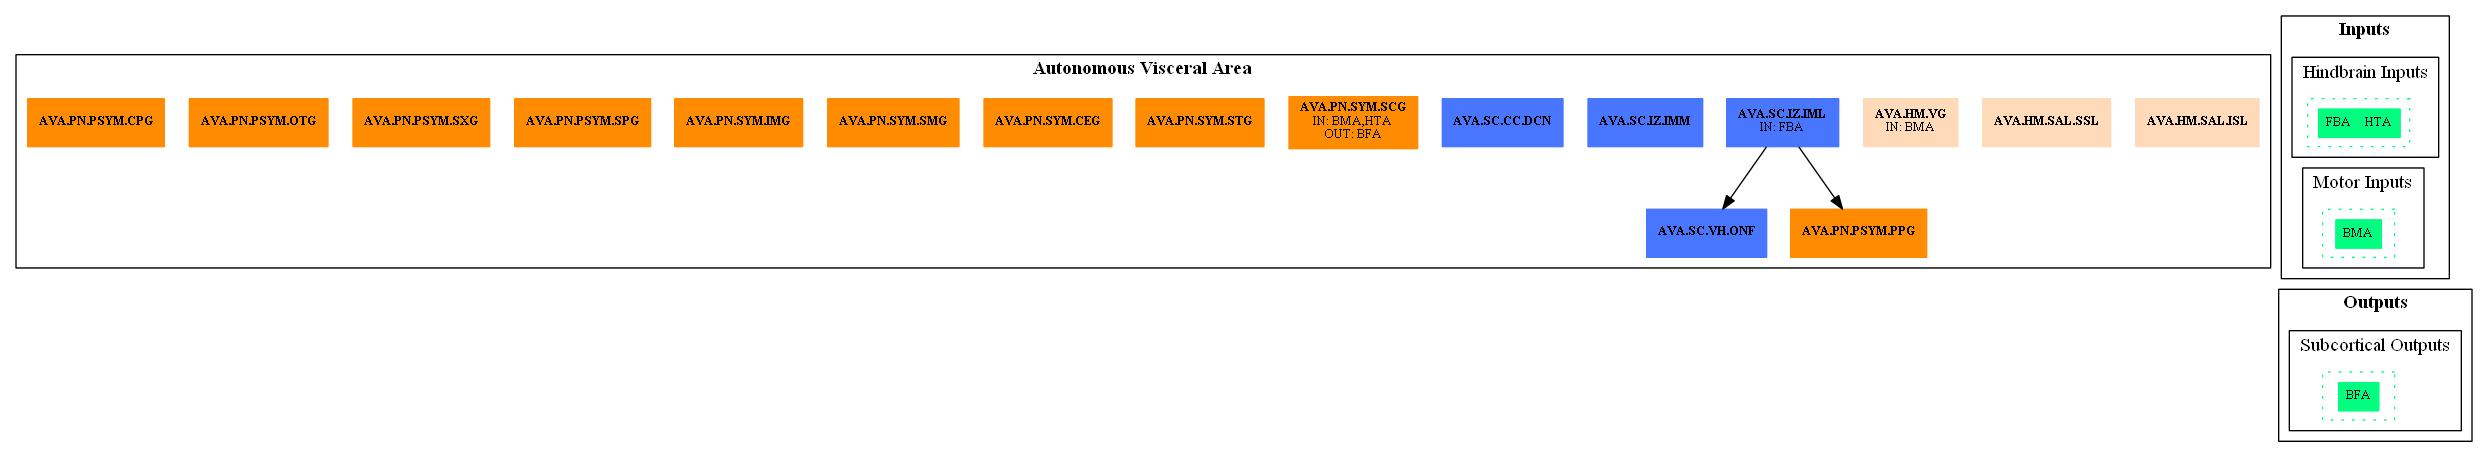 Autonomous Visceral Area
AVA.PN.PSYM.CPG
AVA.PN.PSYM.OTG
AVA.PN.PSYM.SXG
AVA.PN.PSYM.SPG
AVA.PN.SYM.IMG
AVA.PN.SYM.SMG
AVA.PN.SYM.CEG
AVA.PN.SYM.STG
AVA.PN.SYM.SCG
IN: BMA,HTA
OUT: BFA
AVA.SC.CC.DCN
AVA.SC.IZ.IMM
AVA.SC.IZ.IML
IN: FBA
AVA.HM.VG
IN: BMA
AVA.HM.SAL.SSL
AVA.HM.SAL.ISL
AVA.SC.VH.ONF
AVA.PN.PSYM.PPG
Inputs
Hindbrain Inputs
FBA HTA
Motor Inputs
BMA
Outputs
Subcortical Outputs
BFA